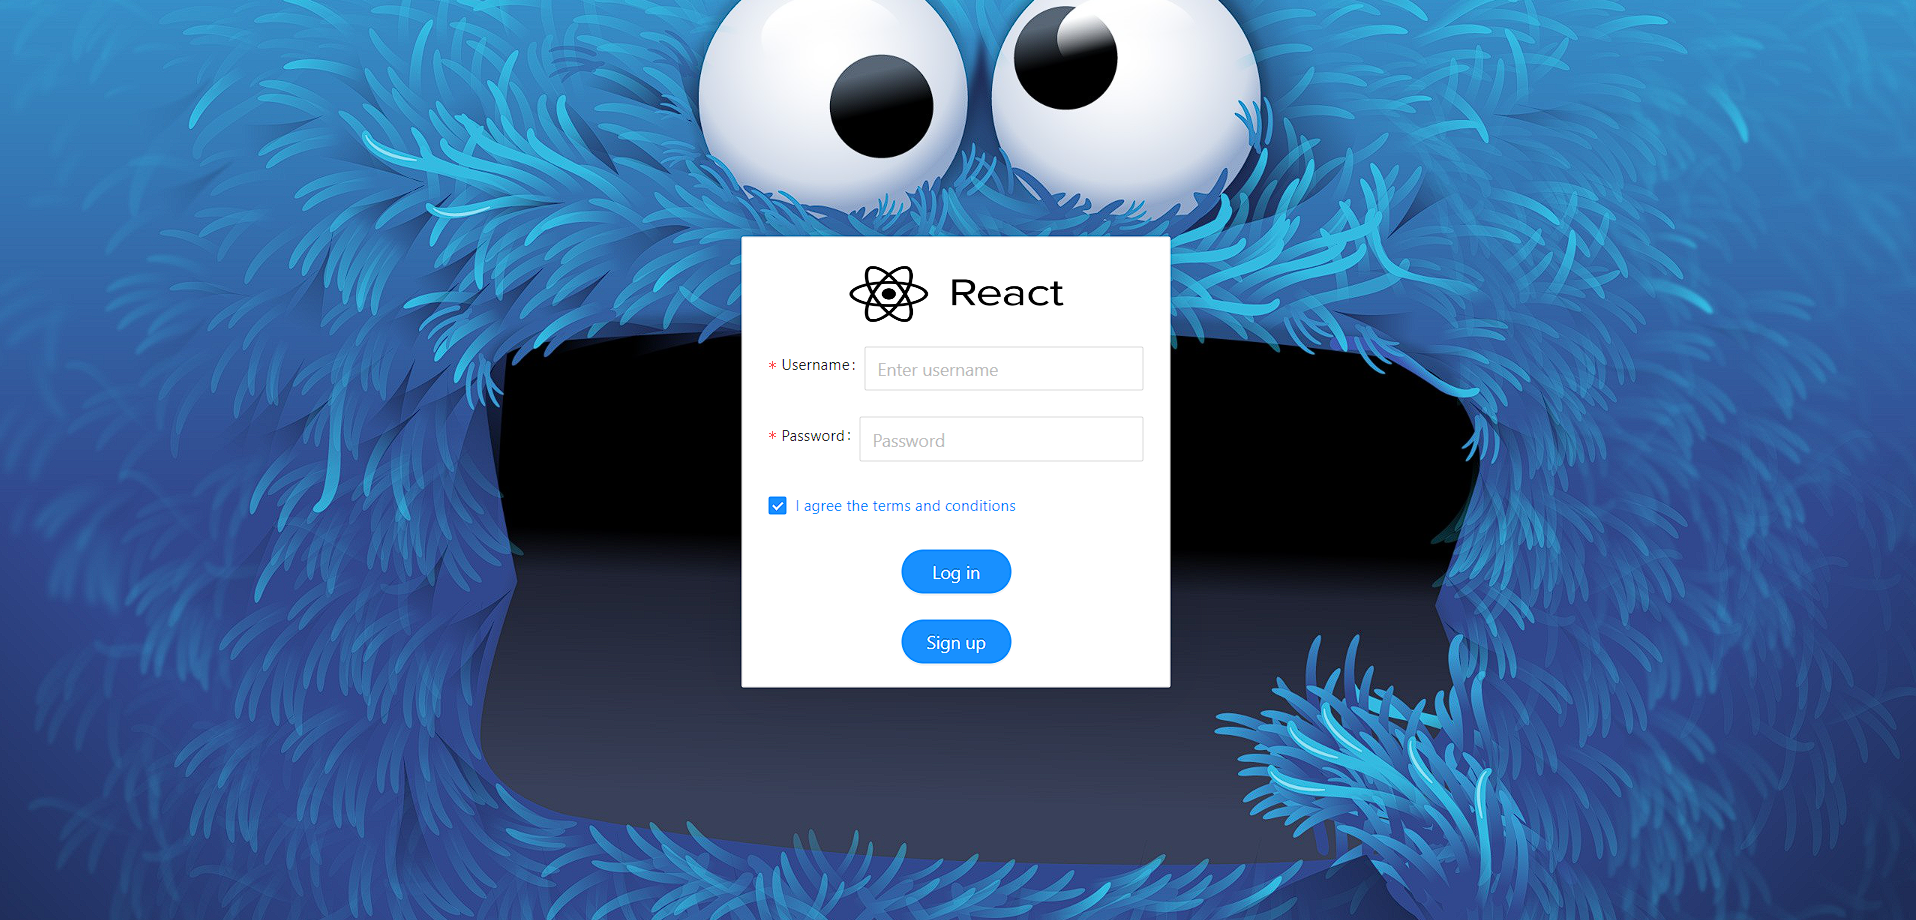 React
* Username: Enter username
* Password: Password
I agree the terms and conditions
Log in
Sign up